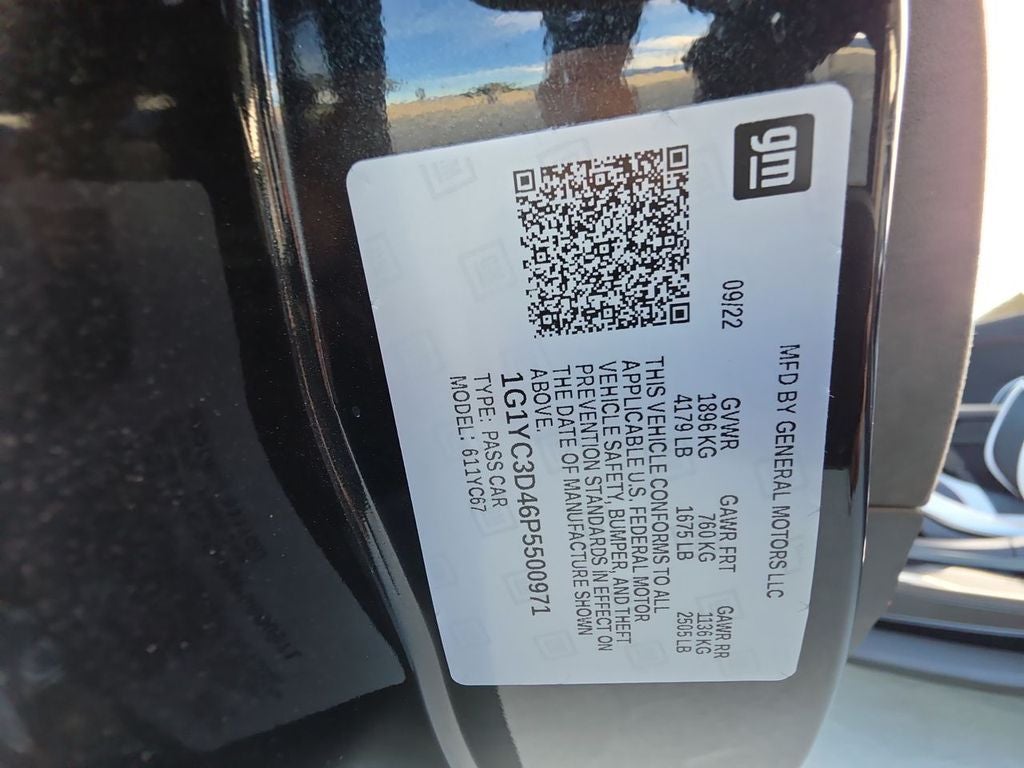 gm
MFD BY GENERAL MOTORS LLC
09/22 GVWR GAWR FRT GAWR RR
1896 KG 760 KG 1136 KG
4179 LB 1675 LB 2505 LB
THIS VEHICLE CONFORMS TO ALL
APPLICABLE U.S. FEDERAL MOTOR
VEHICLE SAFETY, BUMPER, AND THEFT
PREVENTION STANDARDS IN EFFECT ON
THE DATE OF MANUFACTURE SHOWN
ABOVE.
1G1YC3D46P5500971
TYPE: PASS CAR
MODEL: 611YC67